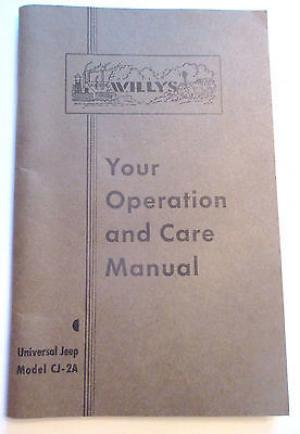 WILLYS
Your
Operation
and Care
Manual
Universal Jeep
Model CJ-2A